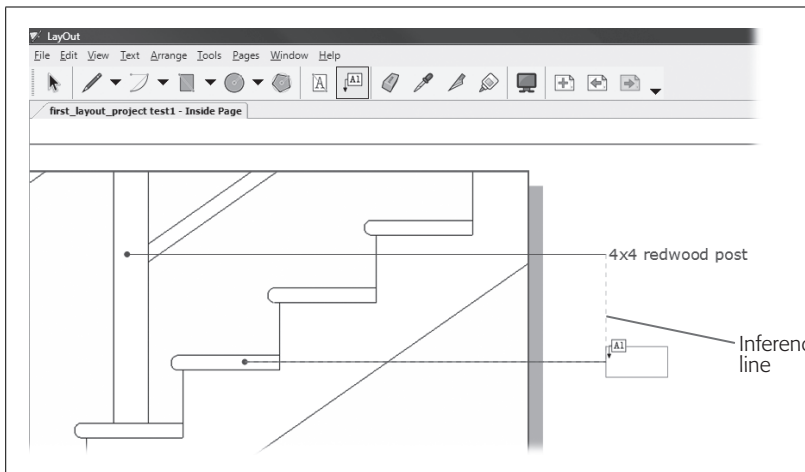 LayOut
File Edit View Text Arrange Tools Pages Window Help
A A1
first_layout_project test1 - Inside Page
4x4 redwood post
A1
Inferenc
line